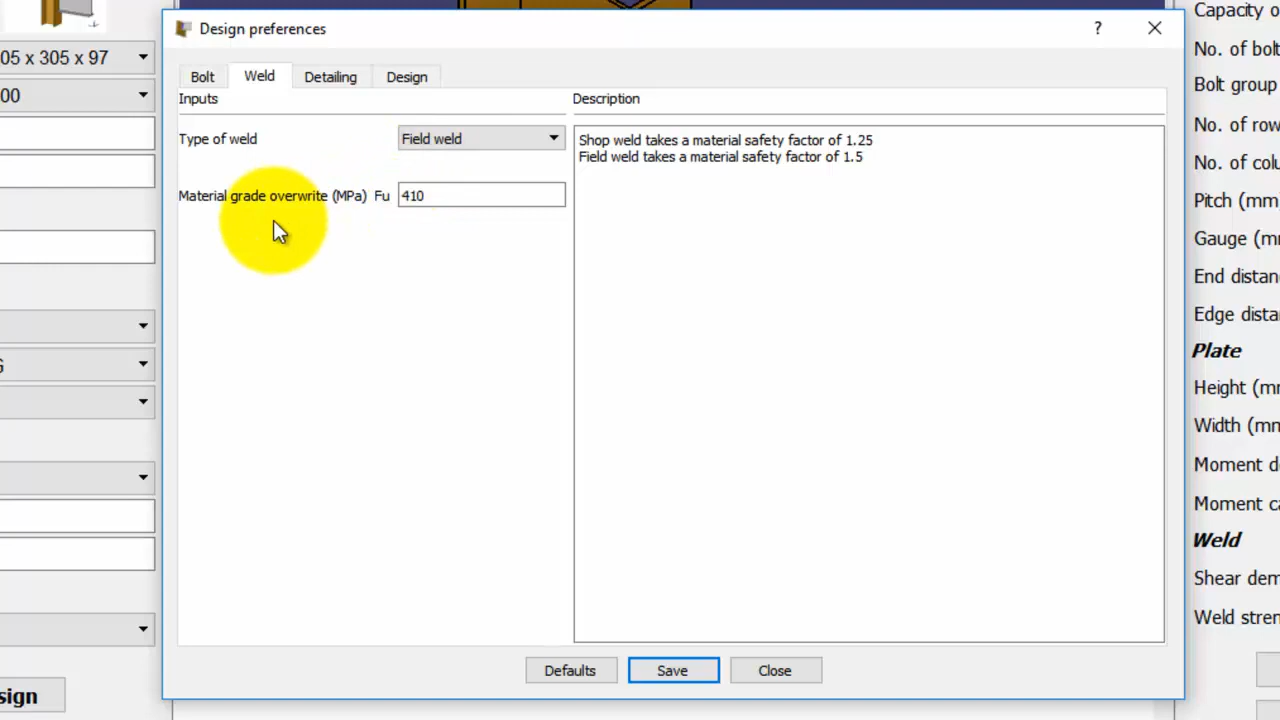 Design preferences
?
Bolt
Weld
Detailing
Design
Inputs
Type of weld
Field weld
Material grade overwrite (MPa) Fu
410
Description
Shop weld takes a material safety factor of 1.25
Field weld takes a material safety factor of 1.5
Defaults
Save
Close
05 x 305 x 97
00
sign
Capacity o
No. of bolt
Bolt group
No. of row
No. of colu
Pitch (mm)
Gauge (m
End distan
Edge dista
Plate
Height (m
Width (mm
Moment d
Moment ca
Weld
Shear dem
Weld stren